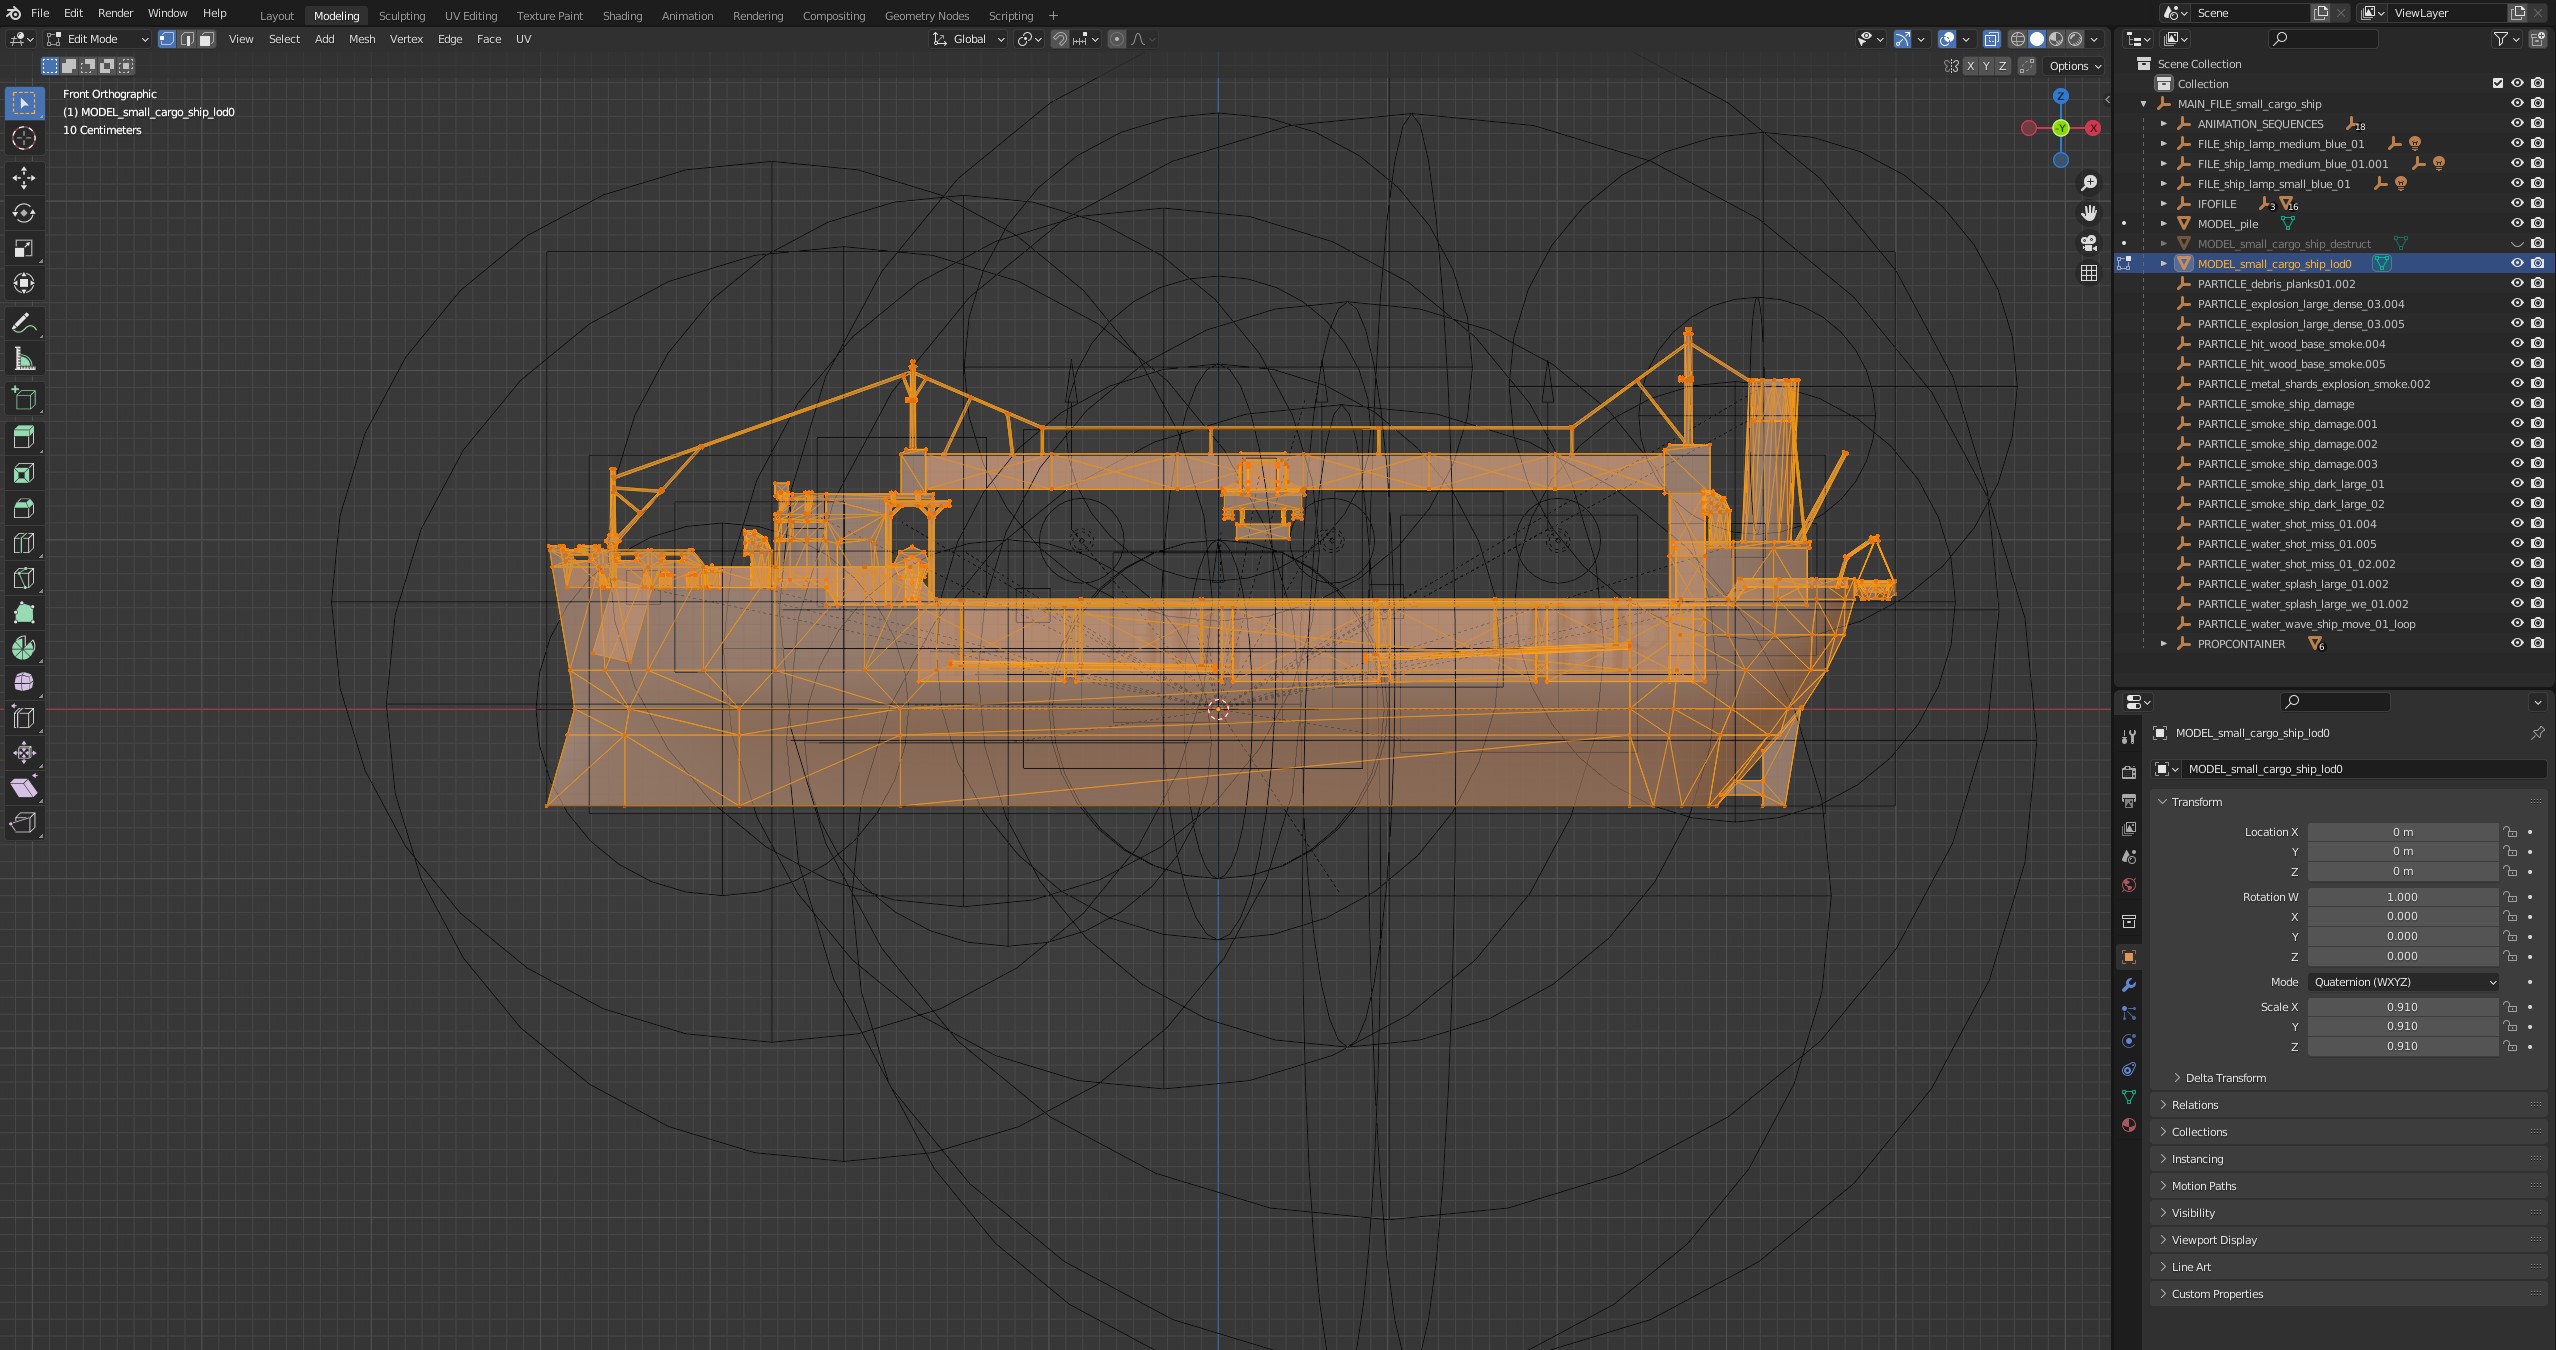 File Edit Render Window Help Layout Modeling Sculpting UV Editing Texture Paint Shading Animation Rendering Compositing Geometry Nodes Scripting + Scene ViewLayer
Edit Mode View Select Add Mesh Vertex Edge Face UV Global
X Y Z Options
Front Orthographic
(1) MODEL_small_cargo_ship_lod0
10 Centimeters
Z
-Y X
Scene Collection
Collection
MAIN_FILE_small_cargo_ship
ANIMATION_SEQUENCES 18
FILE_ship_lamp_medium_blue_01
FILE_ship_lamp_medium_blue_01.001
FILE_ship_lamp_small_blue_01
IFOFILE 3 16
MODEL_pile
MODEL_small_cargo_ship_destruct
MODEL_small_cargo_ship_lod0
PARTICLE_debris_planks01.002
PARTICLE_explosion_large_dense_03.004
PARTICLE_explosion_large_dense_03.005
PARTICLE_hit_wood_base_smoke.004
PARTICLE_hit_wood_base_smoke.005
PARTICLE_metal_shards_explosion_smoke.002
PARTICLE_smoke_ship_damage
PARTICLE_smoke_ship_damage.001
PARTICLE_smoke_ship_damage.002
PARTICLE_smoke_ship_damage.003
PARTICLE_smoke_ship_dark_large_01
PARTICLE_smoke_ship_dark_large_02
PARTICLE_water_shot_miss_01.004
PARTICLE_water_shot_miss_01.005
PARTICLE_water_shot_miss_01_02.002
PARTICLE_water_splash_large_01.002
PARTICLE_water_splash_large_we_01.002
PARTICLE_water_wave_ship_move_01_loop
PROPCONTAINER 6
MODEL_small_cargo_ship_lod0
MODEL_small_cargo_ship_lod0
Transform
Location X 0 m
Y 0 m
Z 0 m
Rotation W 1.000
X 0.000
Y 0.000
Z 0.000
Mode Quaternion (WXYZ)
Scale X 0.910
Y 0.910
Z 0.910
Delta Transform
Relations
Collections
Instancing
Motion Paths
Visibility
Viewport Display
Line Art
Custom Properties